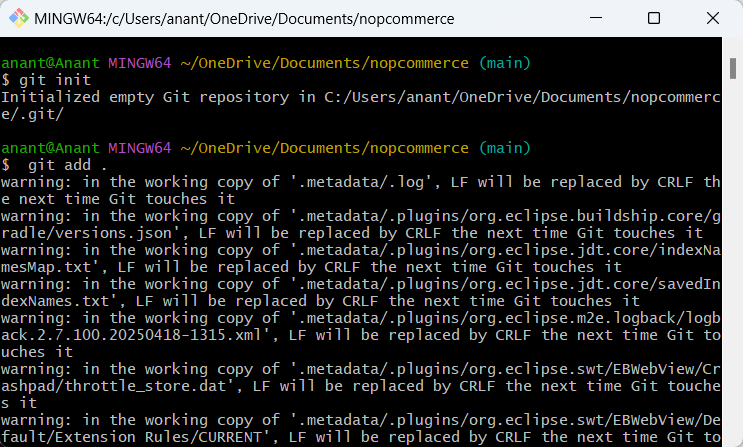 MINGW64:/c/Users/anant/OneDrive/Documents/nopcommerce
anant@Anant MINGW64 ~/OneDrive/Documents/nopcommerce (main)
$ git init
Initialized empty Git repository in C:/Users/anant/OneDrive/Documents/nopcommerc
e/.git/
anant@Anant MINGW64 ~/OneDrive/Documents/nopcommerce (main)
$  git add .
warning: in the working copy of '.metadata/.log', LF will be replaced by CRLF th
e next time Git touches it
warning: in the working copy of '.metadata/.plugins/org.eclipse.buildship.core/g
radle/versions.json', LF will be replaced by CRLF the next time Git touches it
warning: in the working copy of '.metadata/.plugins/org.eclipse.jdt.core/indexNa
mesMap.txt', LF will be replaced by CRLF the next time Git touches it
warning: in the working copy of '.metadata/.plugins/org.eclipse.jdt.core/savedIn
dexNames.txt', LF will be replaced by CRLF the next time Git touches it
warning: in the working copy of '.metadata/.plugins/org.eclipse.m2e.logback/logb
ack.2.7.100.20250418-1315.xml', LF will be replaced by CRLF the next time Git to
uches it
warning: in the working copy of '.metadata/.plugins/org.eclipse.swt/EBWebView/Cr
ashpad/throttle_store.dat', LF will be replaced by CRLF the next time Git touche
s it
warning: in the working copy of '.metadata/.plugins/org.eclipse.swt/EBWebView/De
fault/Extension Rules/CURRENT', LF will be replaced by CRLF the next time Git to